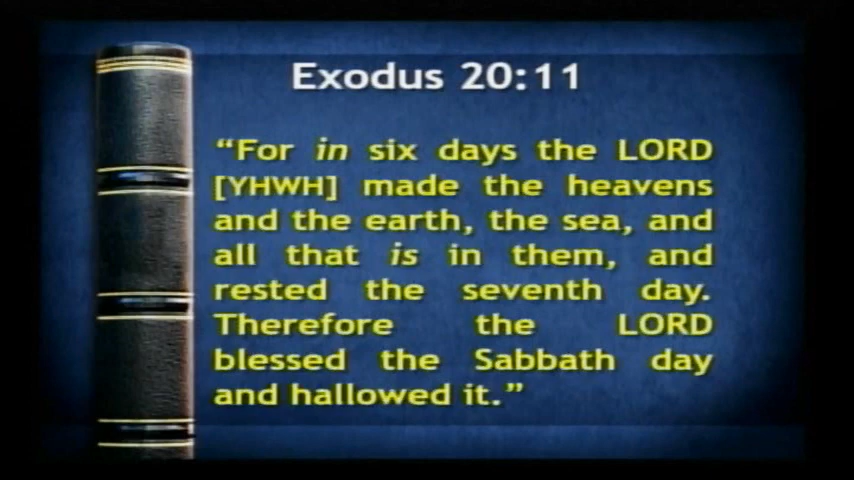 Exodus 20:11
“For in six days the LORD
[YHWH] made the heavens
and the earth, the sea, and
all that is in them, and
rested the seventh day.
Therefore the LORD
blessed the Sabbath day
and hallowed it.”